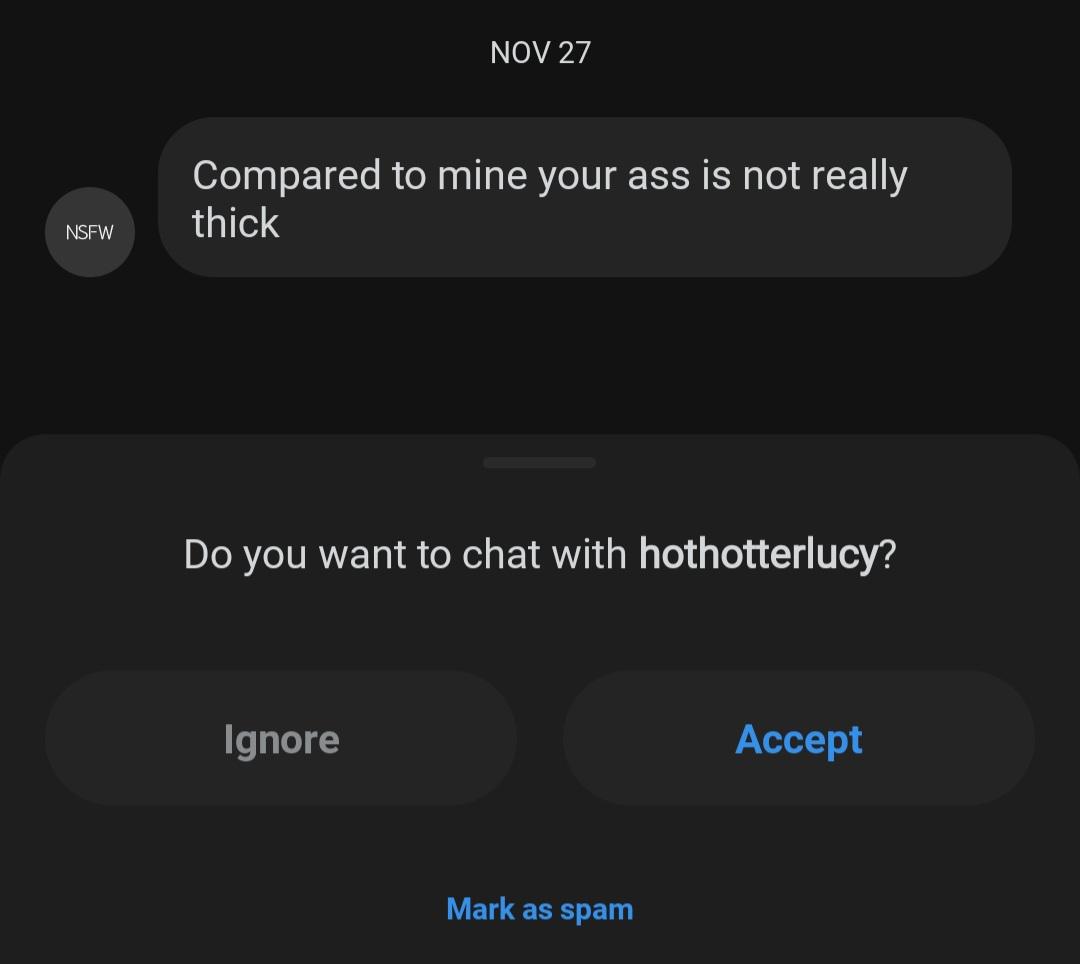 NOV 27
Compared to mine your ass is not really
thick
NSFW
Do you want to chat with hothotterlucy?
Ignore
Accept
Mark as spam